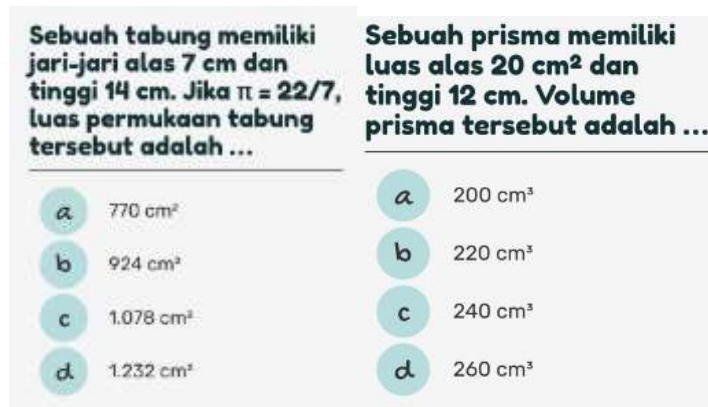 Sebuah tabung memiliki
jari-jari alas 7 cm dan
tinggi 14 cm. Jika π = 22/7,
luas permukaan tabung
tersebut adalah ...
a 770 cm²
b 924 cm²
c 1.078 cm²
d 1.232 cm²
Sebuah prisma memiliki
luas alas 20 cm² dan
tinggi 12 cm. Volume
prisma tersebut adalah ...
a 200 cm³
b 220 cm³
c 240 cm³
d 260 cm³